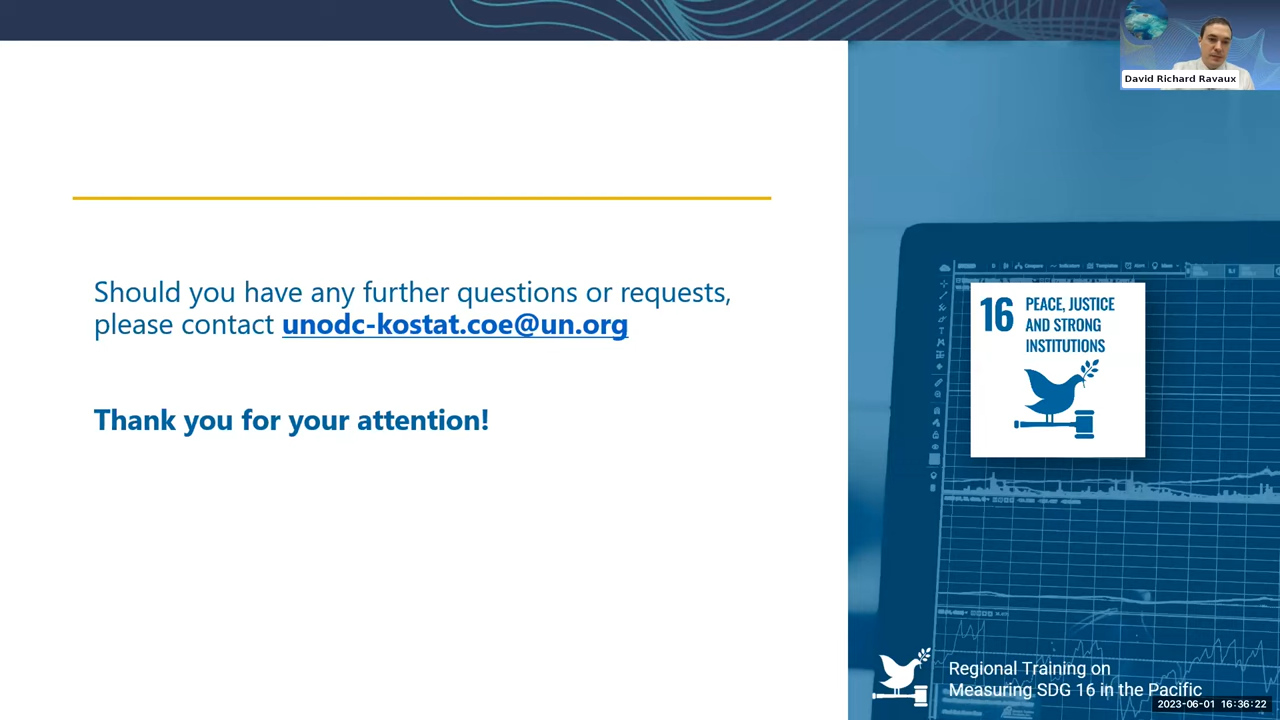 David Richard Ravaux
Should you have any further questions or requests,
please contact unodc-kostat.coe@un.org
Thank you for your attention!
16 PEACE, JUSTICE
AND STRONG
INSTITUTIONS
Regional Training on
Measuring SDG 16 in the Pacific
2023-06-01 16:36:22